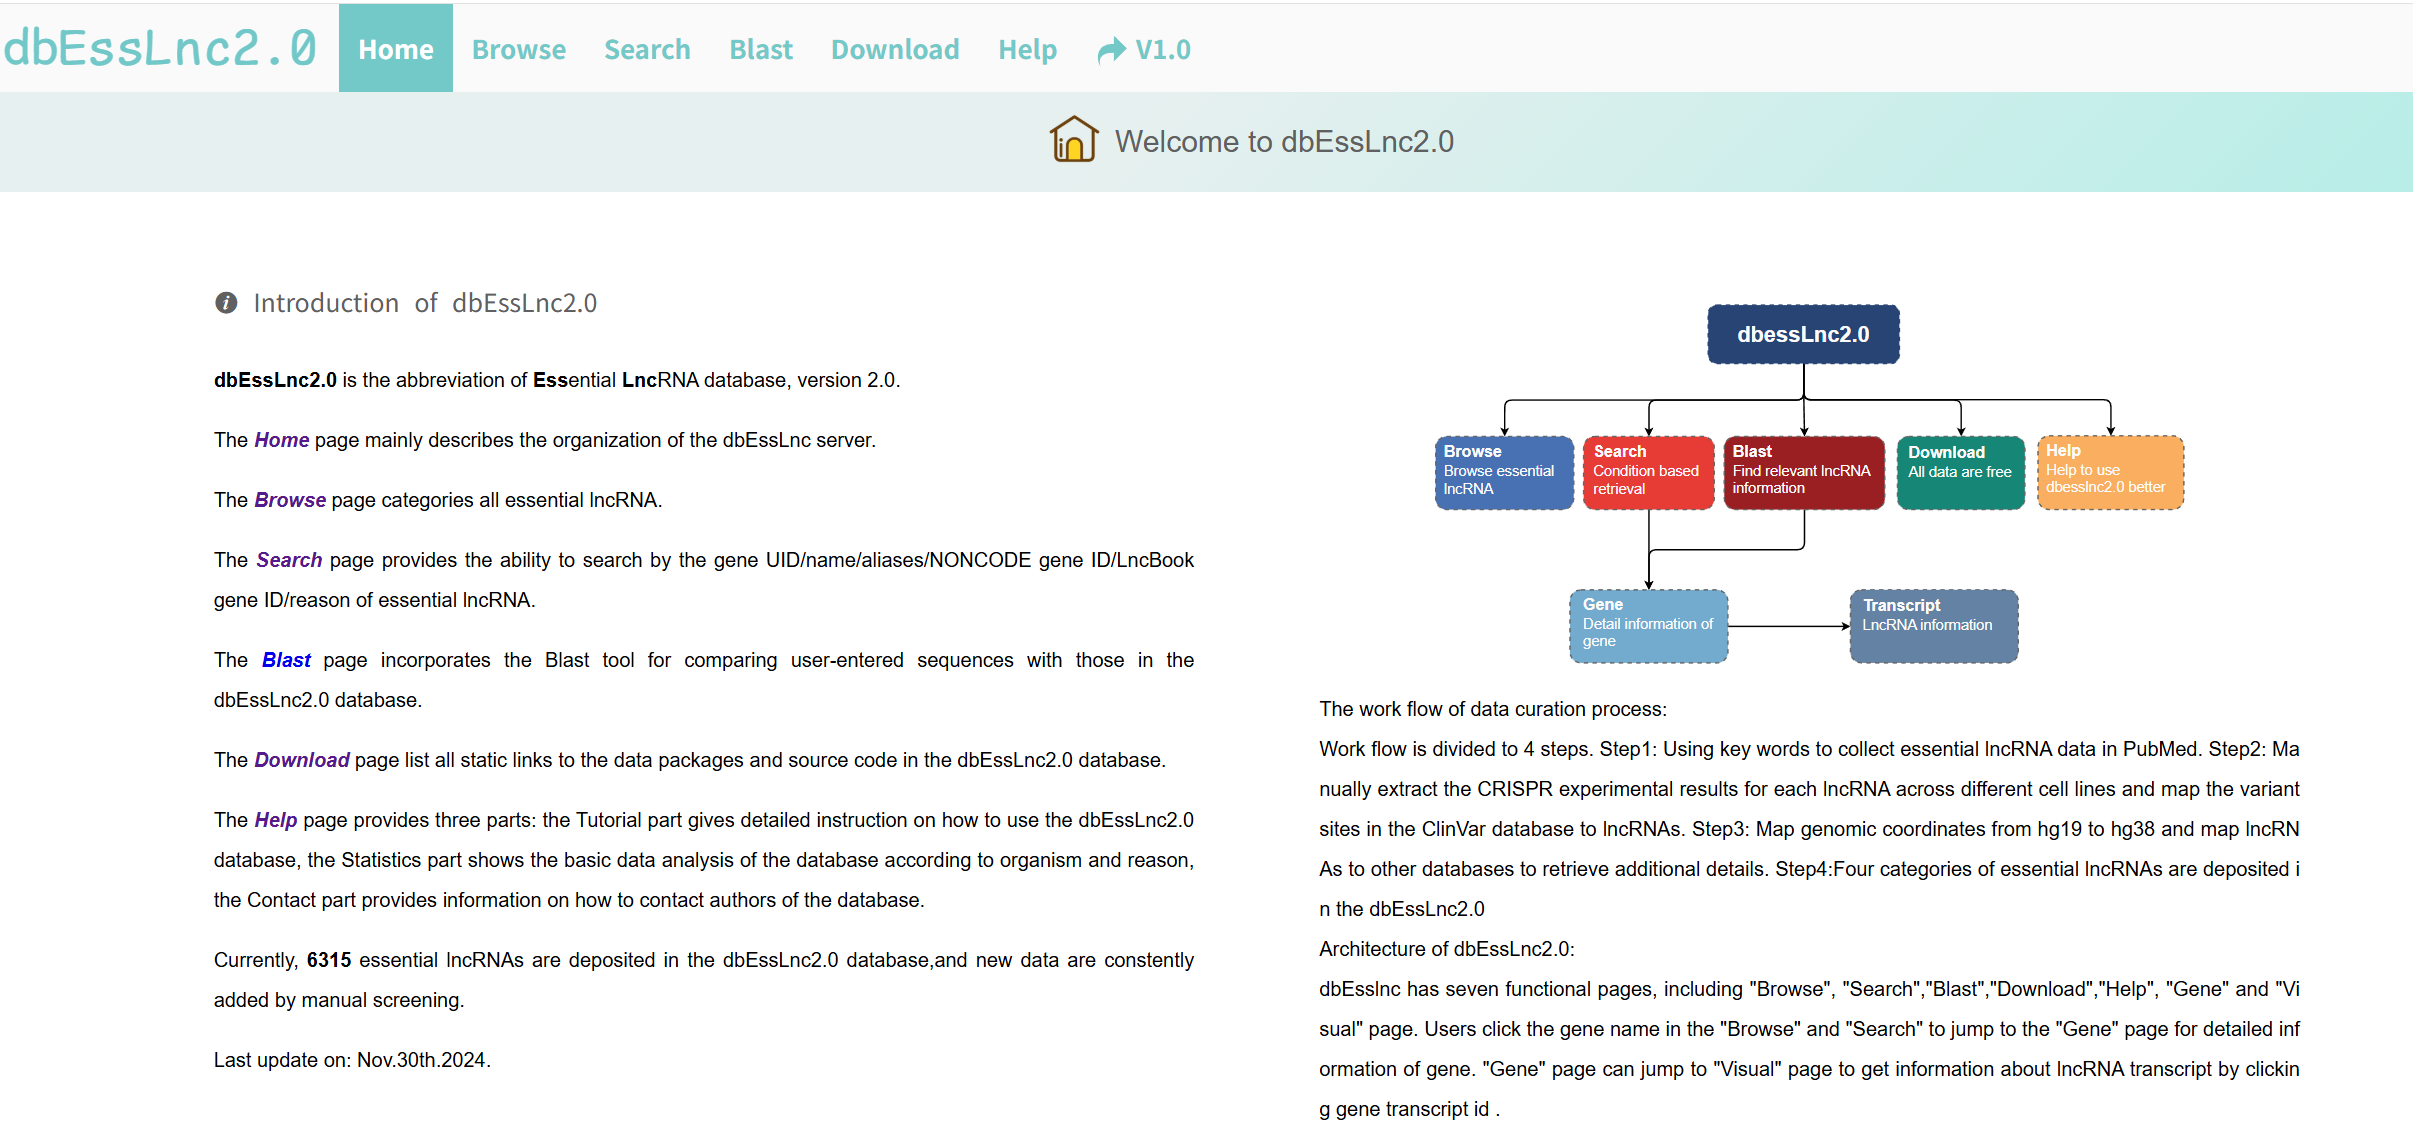 dbEssLnc2.0
Home
Browse
Search
Blast
Download
Help
V1.0
Welcome to dbEssLnc2.0
Introduction of dbEssLnc2.0
dbEssLnc2.0 is the abbreviation of Essential LncRNA database, version 2.0.
The Home page mainly describes the organization of the dbEssLnc server.
The Browse page categories all essential lncRNA.
The Search page provides the ability to search by the gene UID/name/aliases/NONCODE gene ID/LncBook
gene ID/reason of essential lncRNA.
The Blast page incorporates the Blast tool for comparing user-entered sequences with those in the
dbEssLnc2.0 database.
The Download page list all static links to the data packages and source code in the dbEssLnc2.0 database.
The Help page provides three parts: the Tutorial part gives detailed instruction on how to use the dbEssLnc2.0
database, the Statistics part shows the basic data analysis of the database according to organism and reason,
the Contact part provides information on how to contact authors of the database.
Currently, 6315 essential lncRNAs are deposited in the dbEssLnc2.0 database,and new data are constently
added by manual screening.
Last update on: Nov.30th.2024.
dbessLnc2.0
Browse
Browse essential
lncRNA
Search
Condition based
retrieval
Blast
Find relevant lncRNA
information
Download
All data are free
Help
Help to use
dbesslnc2.0 better
Gene
Detail information of
gene
Transcript
LncRNA information
The work flow of data curation process:
Work flow is divided to 4 steps. Step1: Using key words to collect essential lncRNA data in PubMed. Step2: Ma
nually extract the CRISPR experimental results for each lncRNA across different cell lines and map the variant
sites in the ClinVar database to lncRNAs. Step3: Map genomic coordinates from hg19 to hg38 and map lncRN
As to other databases to retrieve additional details. Step4:Four categories of essential lncRNAs are deposited i
n the dbEssLnc2.0
Architecture of dbEssLnc2.0:
dbEsslnc has seven functional pages, including "Browse", "Search","Blast","Download","Help", "Gene" and "Vi
sual" page. Users click the gene name in the "Browse" and "Search" to jump to the "Gene" page for detailed inf
ormation of gene. "Gene" page can jump to "Visual" page to get information about lncRNA transcript by clickin
g gene transcript id .